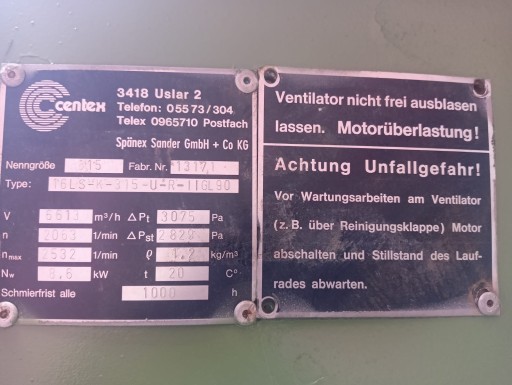 centex
3418 Uslar 2
Telefon: 05573/304
Telex 0965710 Postfach
Spänex Sander GmbH + Co KG
Nenngröße 315 Fabr. Nr.
Type:
V m³/h ΔPt 3075 Pa
n 1/min ΔPst Pa
nmax 2532 1/min ϱ kg/m³
Nw kW t 20 C°
Schmierfrist alle 1000 h
Ventilator nicht frei ausblasen
lassen. Motorüberlastung!
Achtung Unfallgefahr!
Vor Wartungsarbeiten am Ventilator
(z. B. über Reinigungsklappe) Motor
abschalten und Stillstand des Lauf-
rades abwarten.